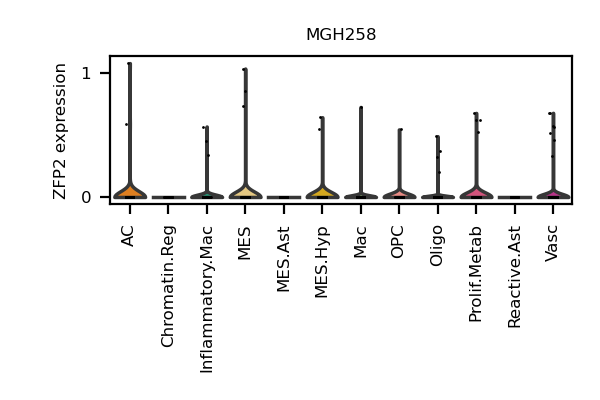 MGH258
ZFP2 expression
1
0
AC
Chromatin.Reg
Inflammatory.Mac
MES
MES.Ast
MES.Hyp
Mac
OPC
Oligo
Prolif.Metab
Reactive.Ast
Vasc